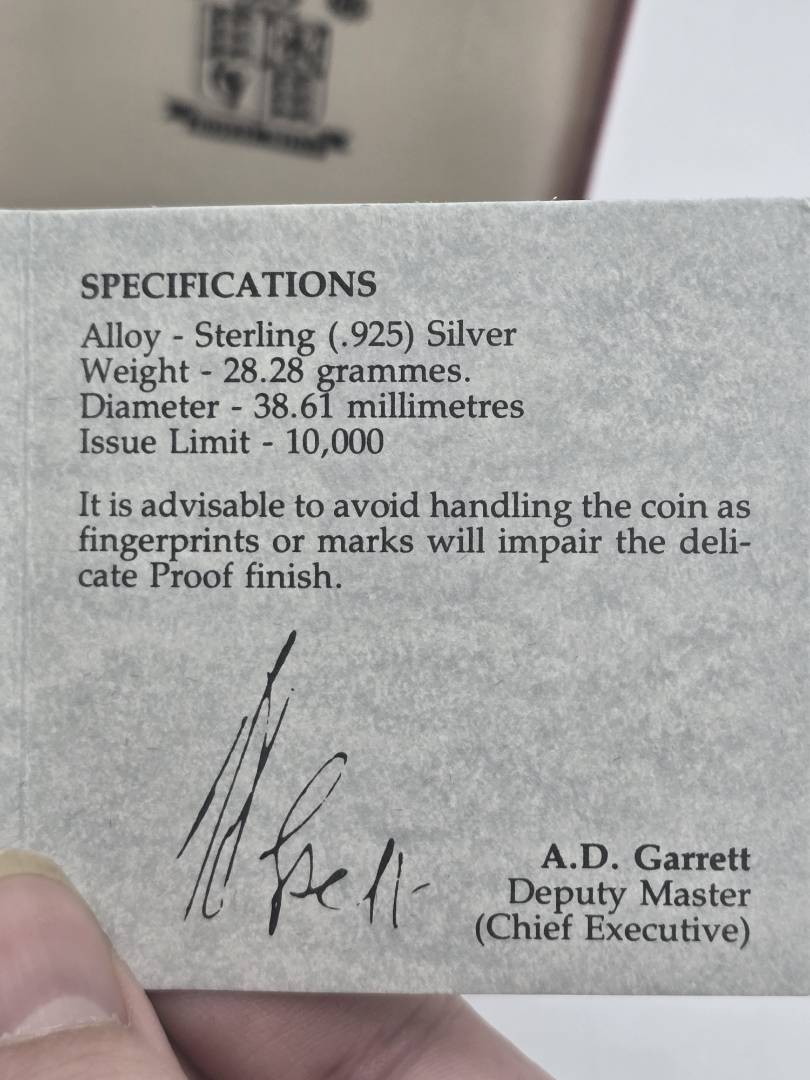 SPECIFICATIONS
Alloy - Sterling (.925) Silver
Weight - 28.28 grammes.
Diameter - 38.61 millimetres
Issue Limit - 10,000
It is advisable to avoid handling the coin as
fingerprints or marks will impair the deli-
cate Proof finish.
A.D. Garrett
Deputy Master
(Chief Executive)